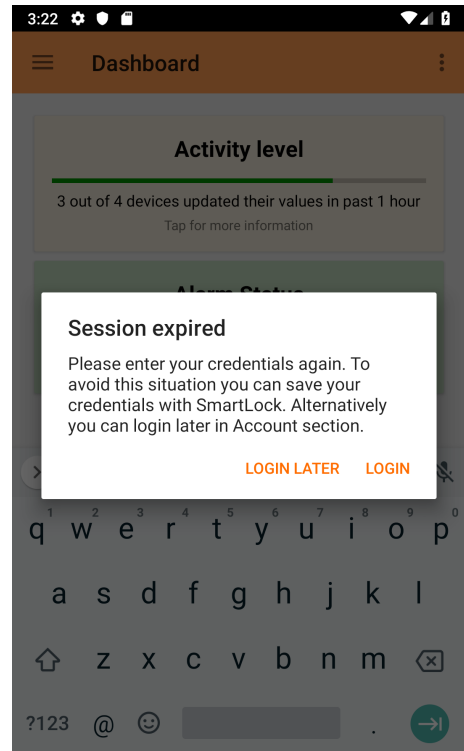 3:22
Dashboard
Activity level
3 out of 4 devices updated their values in past 1 hour
Tap for more information
Alarm Status
Session expired
Please enter your credentials again. To
avoid this situation you can save your
credentials with SmartLock. Alternatively
you can login later in Account section.
LOGIN LATER LOGIN
1 2 3 4 5 6 7 8 9 0
q w e r t y u i o p
a s d f g h j k l
z x c v b n m
?123 @ .